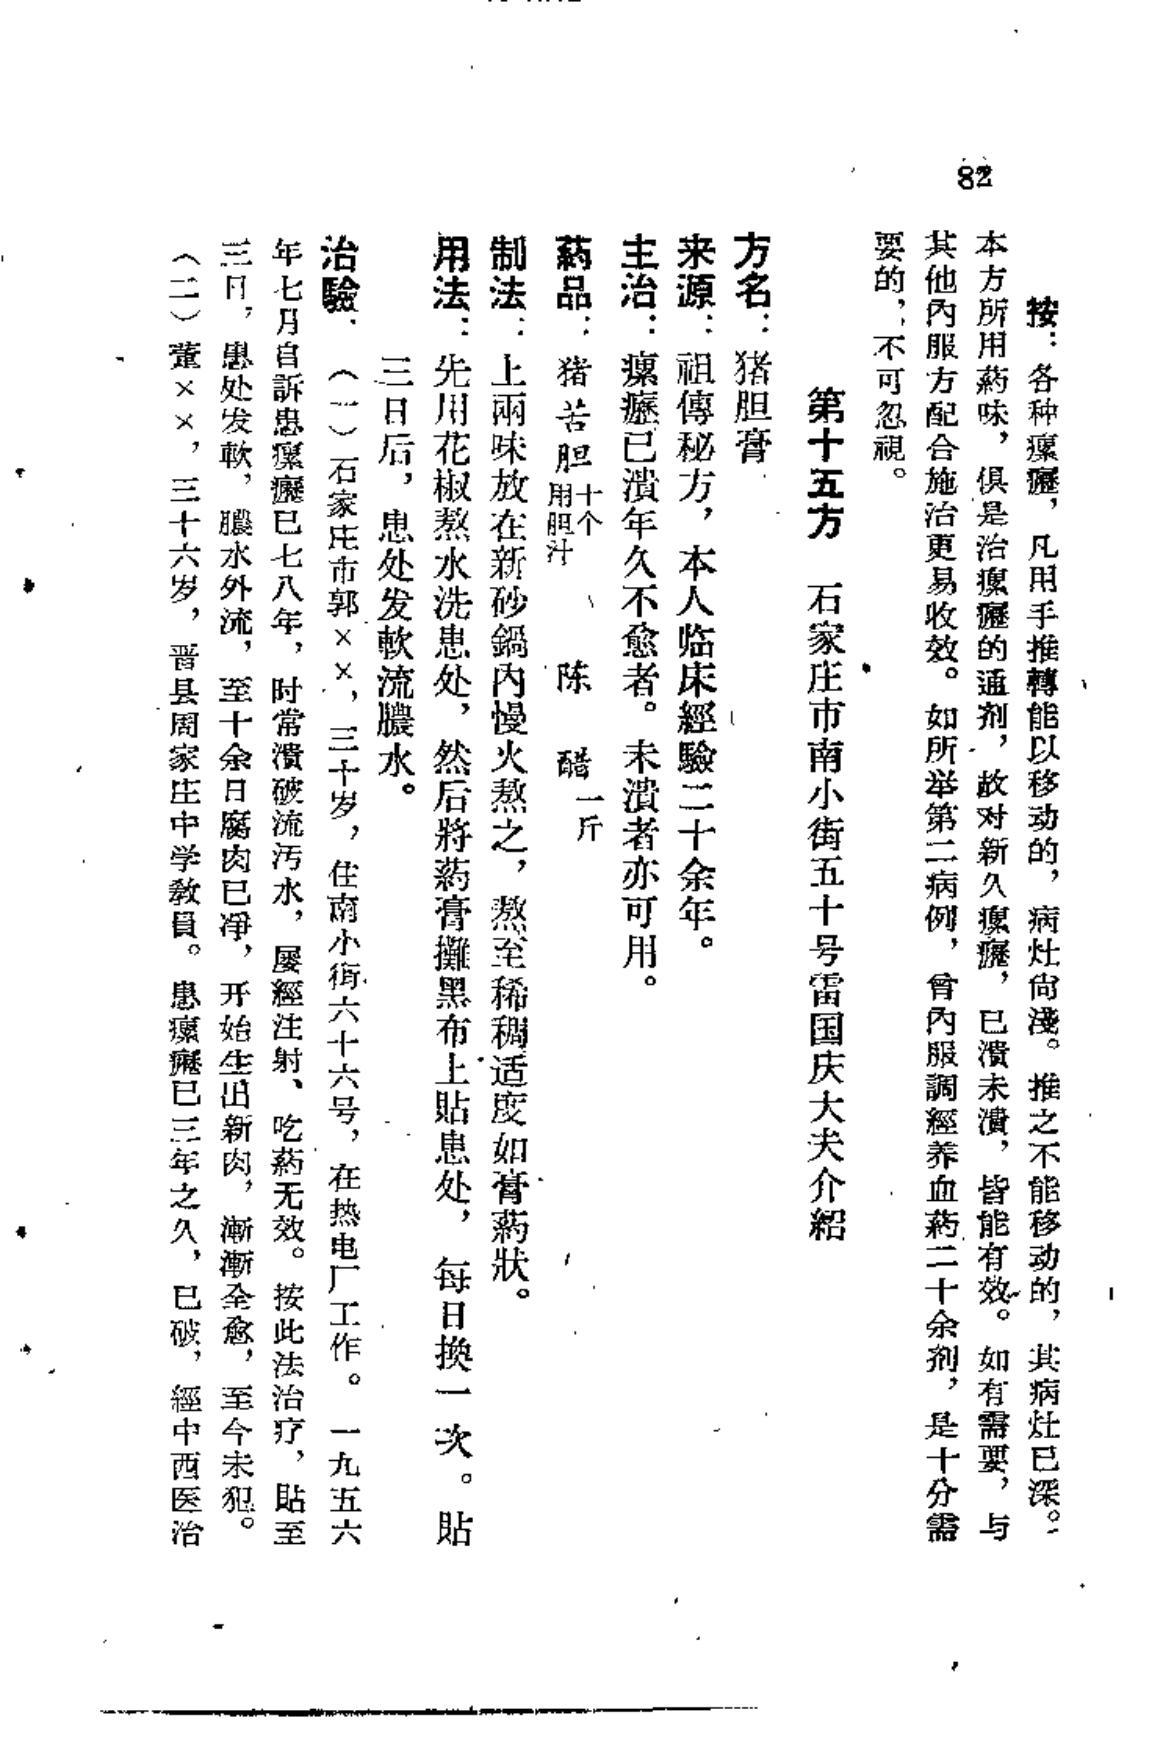 82
按：各种瘰癧，凡用手推轉能以移动的，病灶尙淺。推之不能移动的，其病灶已深。
本方所用葯味，俱是治瘰癧的通剂，故对新久瘰癧，已潰未潰，皆能有效。如有需要，与
其他內服方配合施治更易收效。如所举第二病例，曾內服調經养血葯二十余剂，是十分需
要的，不可忽視。
第十五方　石家庄市南小街五十号雷国庆大夫介紹
方名：猪胆膏
来源：祖傳秘方，本人临床經驗二十余年。
主治：瘰癧已潰年久不愈者。未潰者亦可用。
葯品：猪苦胆十个用胆汁　陈醋一斤
制法：上兩味放在新砂鍋內慢火熬之，熬至稀稠适度如膏葯狀。
用法：先用花椒熬水洗患处，然后將葯膏攤黑布上貼患处，每日換一次。貼
三日后，患处发軟流膿水。
治驗：（一）石家庄市郭××，三十岁，住南小街六十六号，在热电厂工作。一九五六
年七月自訴患瘰癧已七八年，时常潰破流汚水，屡經注射、吃葯无效。按此法治疗，貼至
三日，患处发軟，膿水外流，至十余日腐肉已凈，开始生出新肉，漸漸全愈，至今未犯。
（二）董××，三十六岁，晋县周家庄中学敎員。患瘰癧已三年之久，已破，經中西医治